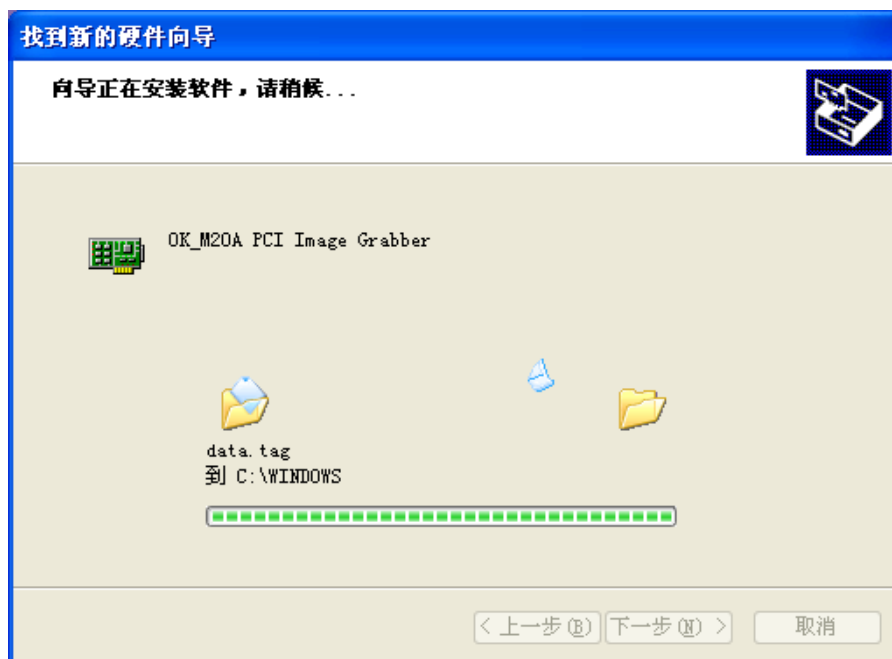 找到新的硬件向导
向导正在安装软件，请稍候...
OK_M20A PCI Image Grabber
data.tag
到 C:\WINDOWS
< 上一步(B) 下一步(N) > 取消